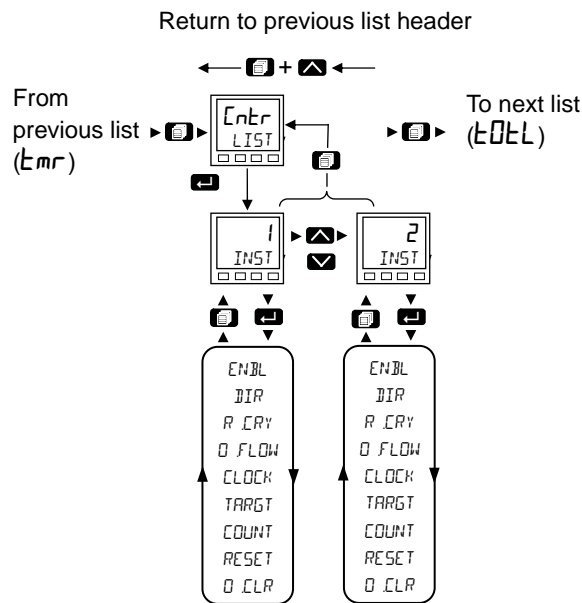 Return to previous list header
+
From
previous list
(tmr)
Cntr
LIST
To next list
(tOtL)
1
INST
2
INST
ENBL
DIR
R.CRY
O.FLOW
CLOCK
TARGT
COUNT
RESET
O.CLR
ENBL
DIR
R.CRY
O.FLOW
CLOCK
TARGT
COUNT
RESET
O.CLR